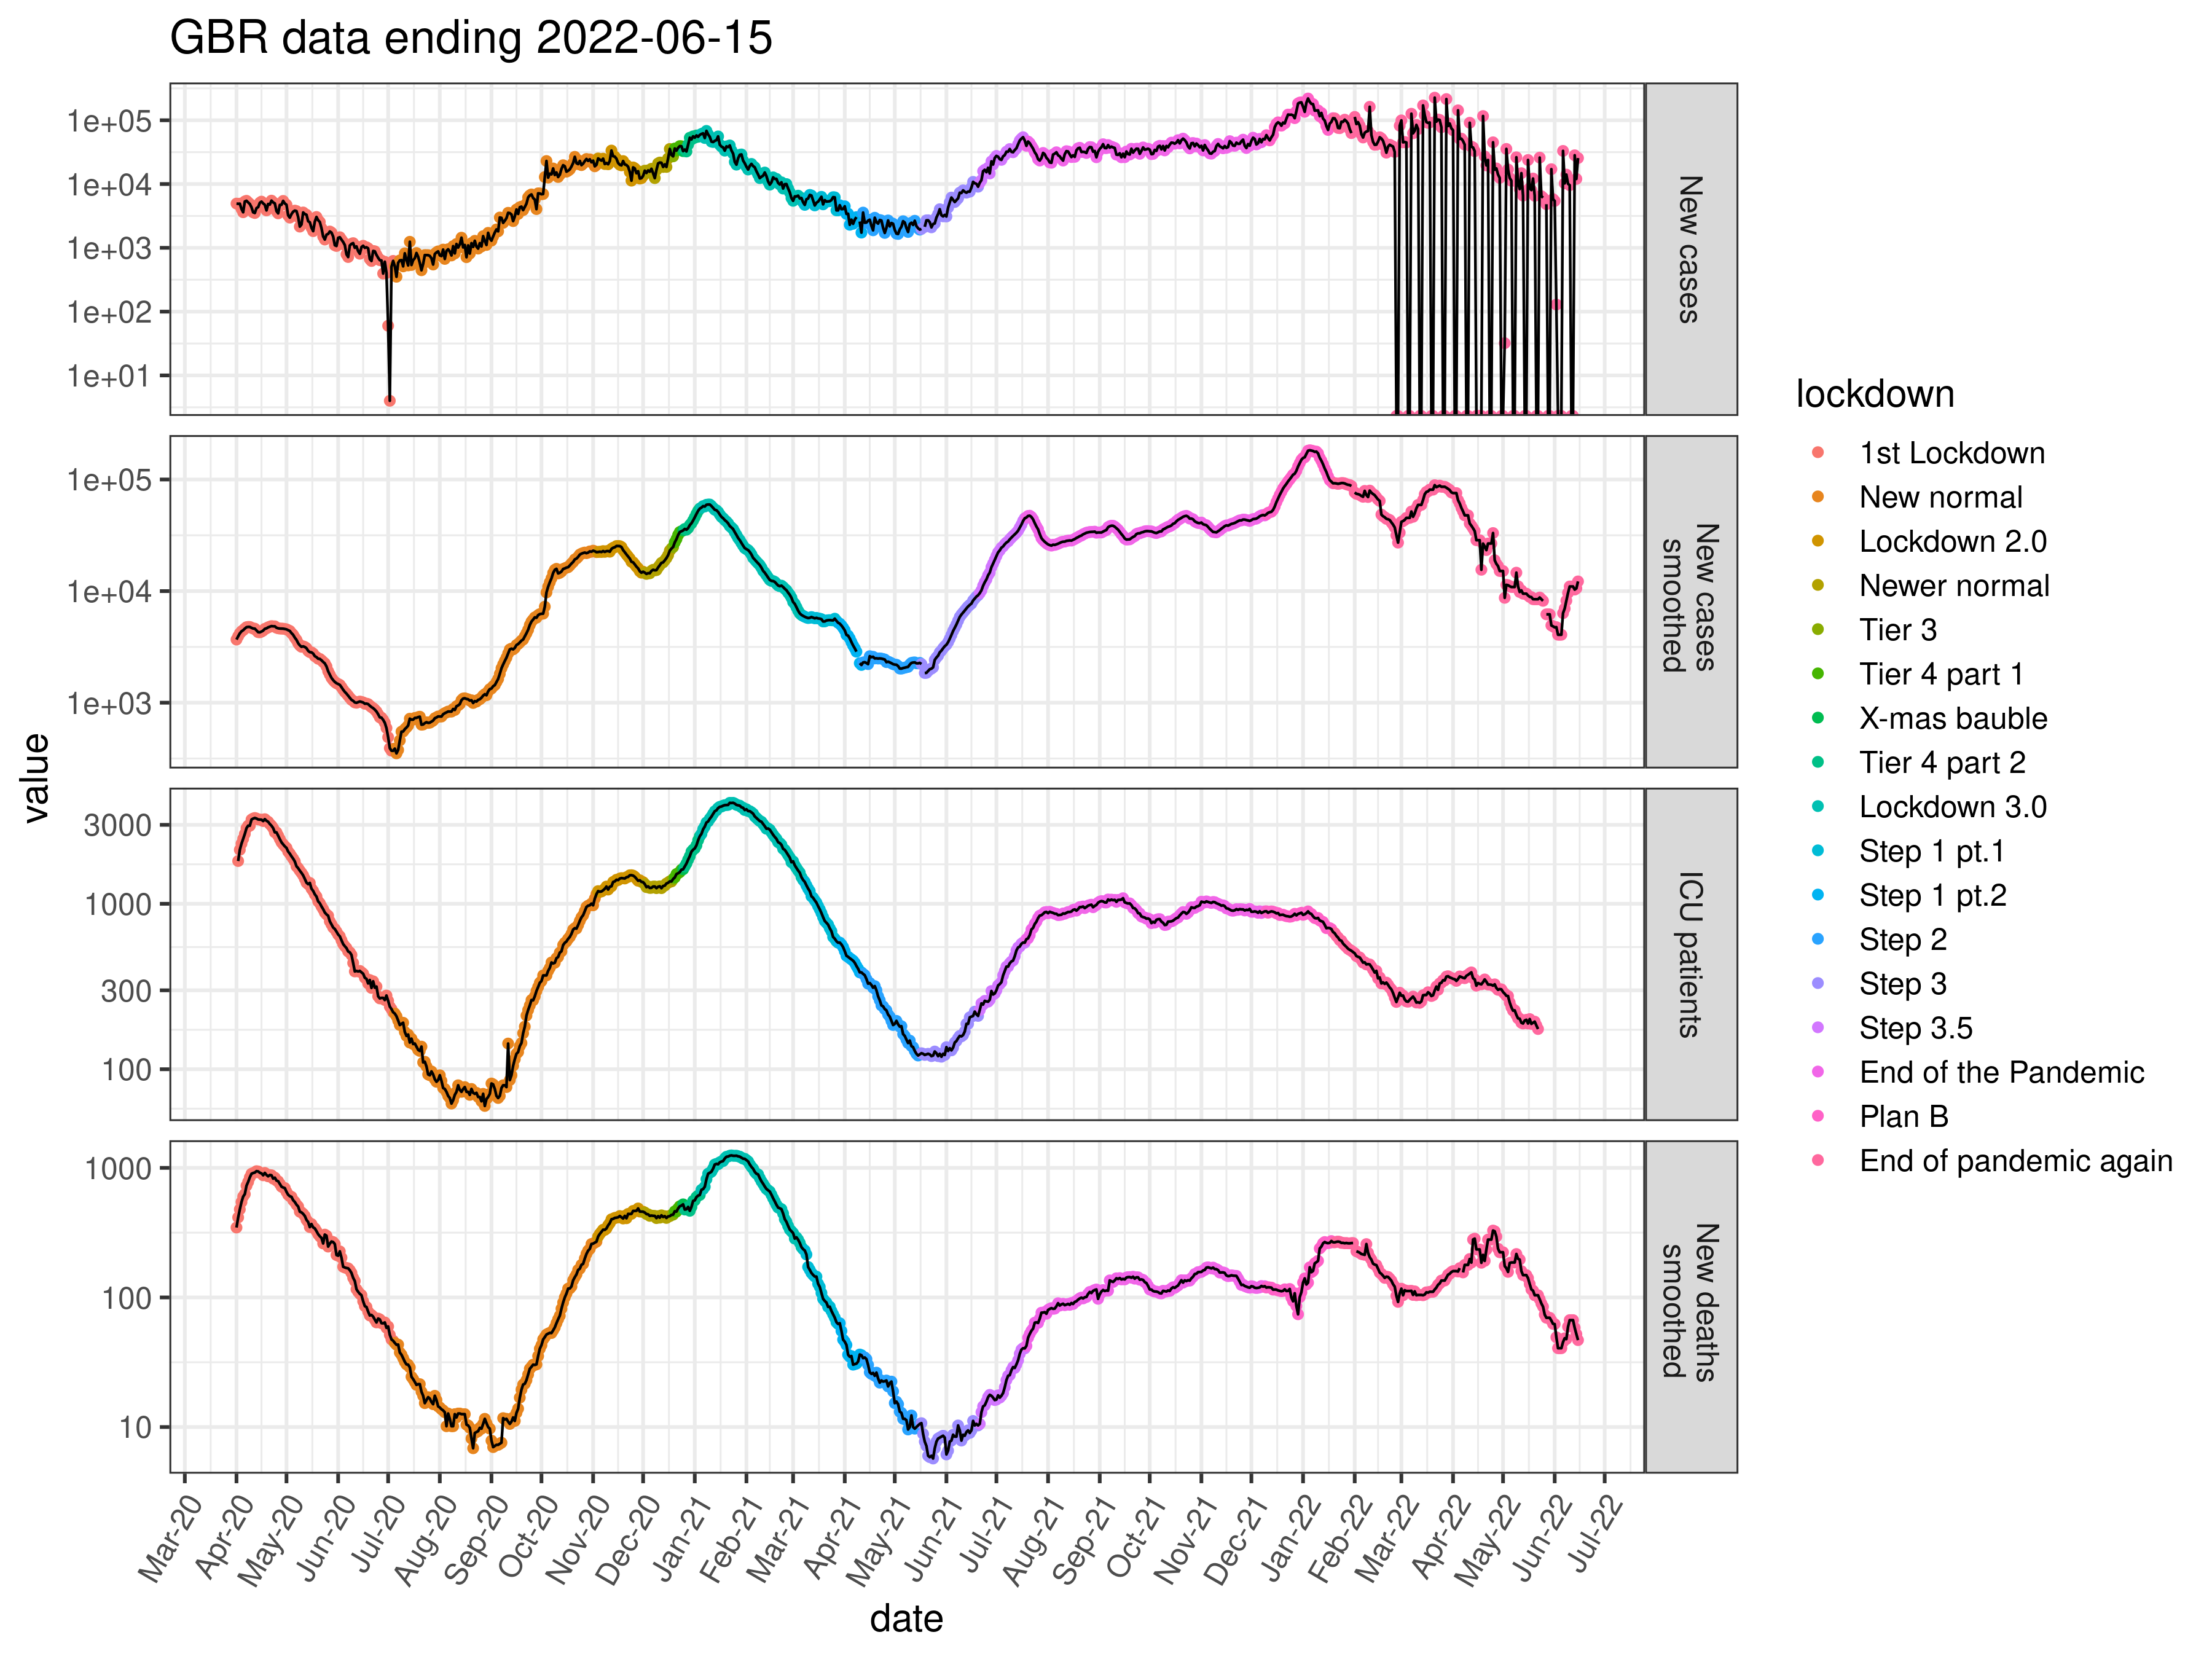 GBR data ending 2022-06-15
1e+05
1e+04
1e+03
1e+02
1e+01
New cases
1e+05
1e+04
1e+03
New cases
smoothed
3000
1000
300
100
ICU patients
1000
100
10
New deaths
smoothed
value
Mar-20
Apr-20
May-20
Jun-20
Jul-20
Aug-20
Sep-20
Oct-20
Nov-20
Dec-20
Jan-21
Feb-21
Mar-21
Apr-21
May-21
Jun-21
Jul-21
Aug-21
Sep-21
Oct-21
Nov-21
Dec-21
Jan-22
Feb-22
Mar-22
Apr-22
May-22
Jun-22
Jul-22
date
lockdown
1st Lockdown
New normal
Lockdown 2.0
Newer normal
Tier 3
Tier 4 part 1
X-mas bauble
Tier 4 part 2
Lockdown 3.0
Step 1 pt.1
Step 1 pt.2
Step 2
Step 3
Step 3.5
End of the Pandemic
Plan B
End of pandemic again